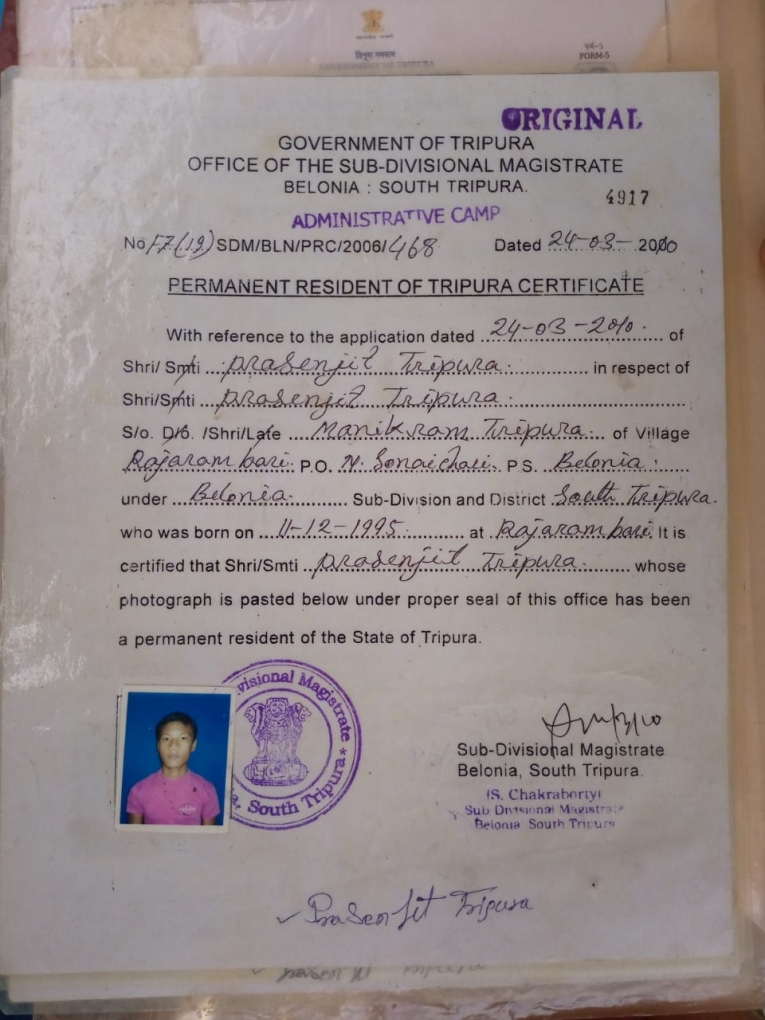 त्रिपुरा सरकार
GOVERNMENT OF TRIPURA
FORM-5
ORIGINAL
GOVERNMENT OF TRIPURA
OFFICE OF THE SUB-DIVISIONAL MAGISTRATE
BELONIA : SOUTH TRIPURA.
4917
ADMINISTRATIVE CAMP
No F7(19) SDM/BLN/PRC/2006/468 Dated 24-03- 2010
PERMANENT RESIDENT OF TRIPURA CERTIFICATE
With reference to the application dated 24-03-2010. of
Shri/ Smti Prasenjit Tripura. in respect of
Shri/Smti Prasenjit Tripura.
S/o. D/o. /Shri/Late Manikram Tripura. of Village
Rajaram bari. P.O. N. Sonaichari. P.S. Belonia.
under Belonia. Sub-Division and District South Tripura.
who was born on 11-12-1995. at Rajaram bari. It is
certified that Shri/Smti Prasenjit Tripura. whose
photograph is pasted below under proper seal of this office has been
a permanent resident of the State of Tripura.
visional Magistrate
South Tripura
Sub-Divisional Magistrate
Belonia, South Tripura.
(S. Chakraborty)
Sub Divisional Magistrate
Belonia South Tripura
Prasenjit Tripura